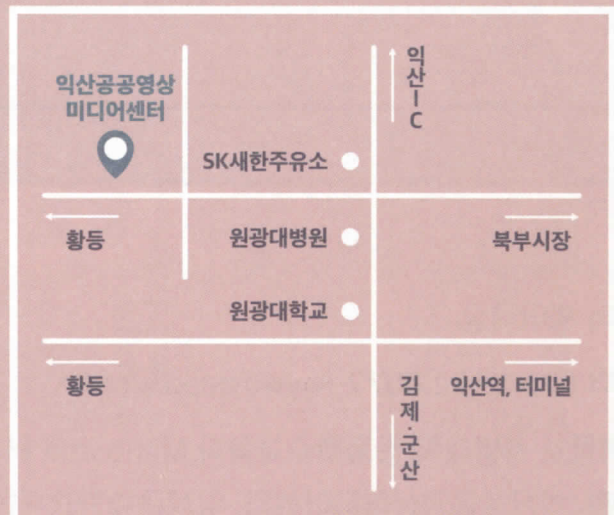 익산공공영상
미디어센터
익산IC
SK새한주유소
황등
원광대병원
북부시장
원광대학교
황등
김제·군산
익산역, 터미널